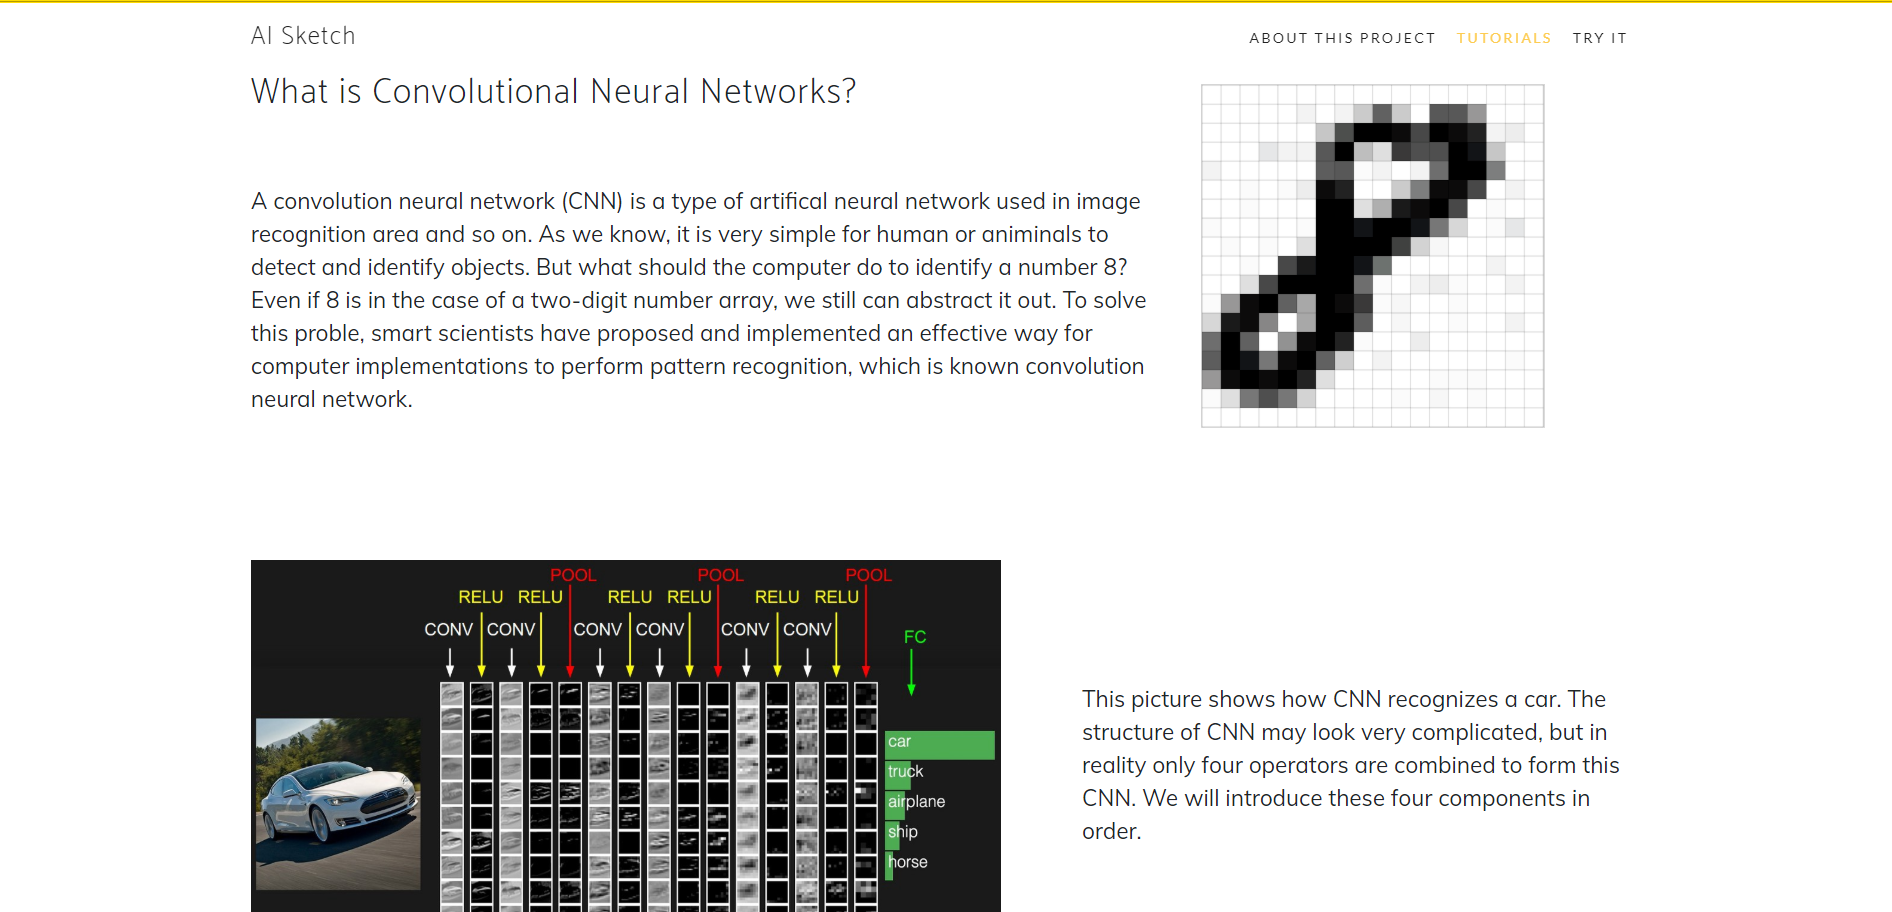 AI Sketch
ABOUT THIS PROJECT TUTORIALS TRY IT
What is Convolutional Neural Networks?
A convolution neural network (CNN) is a type of artifical neural network used in image
recognition area and so on. As we know, it is very simple for human or animinals to
detect and identify objects. But what should the computer do to identify a number 8?
Even if 8 is in the case of a two-digit number array, we still can abstract it out. To solve
this proble, smart scientists have proposed and implemented an effective way for
computer implementations to perform pattern recognition, which is known convolution
neural network.
POOL POOL POOL
RELU RELU RELU RELU RELU RELU
CONV CONV CONV CONV CONV CONV
FC
car
truck
airplane
ship
horse
This picture shows how CNN recognizes a car. The
structure of CNN may look very complicated, but in
reality only four operators are combined to form this
CNN. We will introduce these four components in
order.